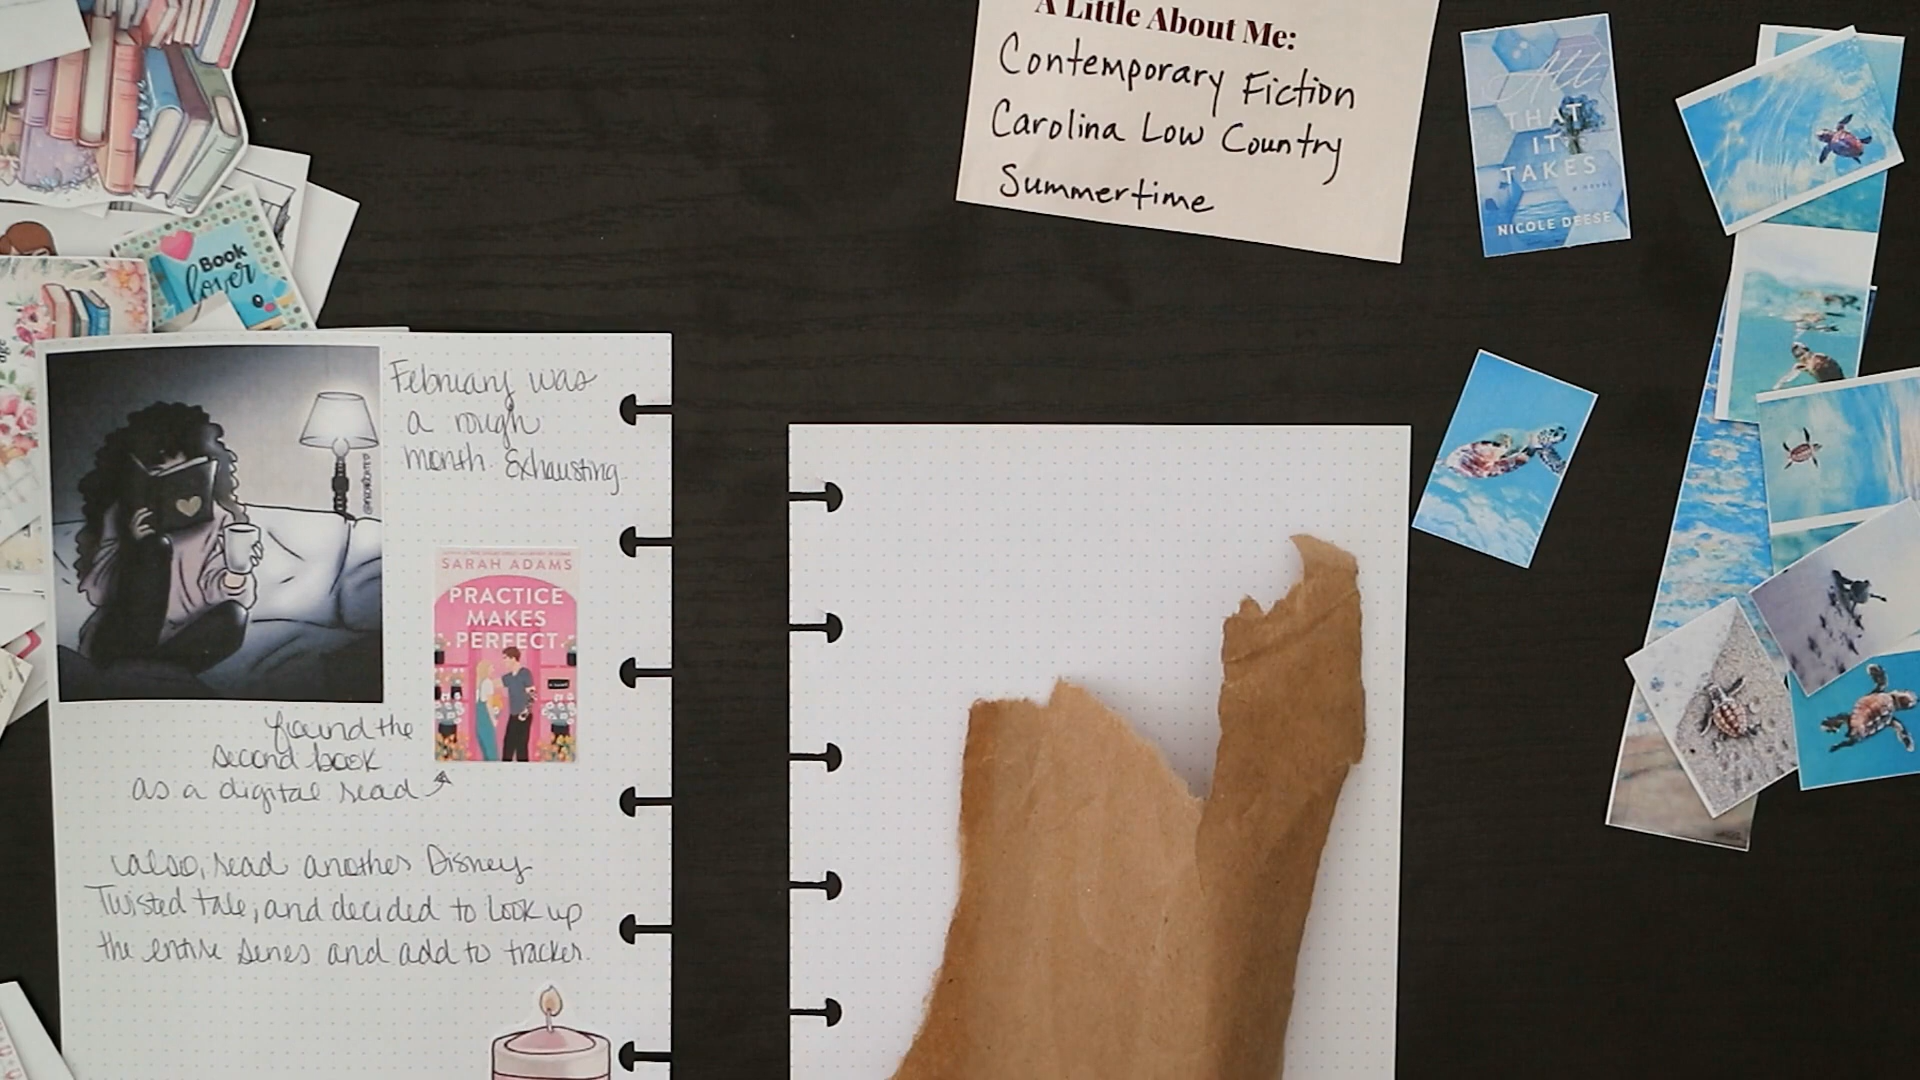 A Little About Me:
Contemporary Fiction
Carolina Low Country
Summertime
All
THAT
IT
TAKES
A NOVEL
NICOLE DEESE
Book
lover
February was
a rough
month. Exhausting
SARAH ADAMS
PRACTICE
MAKES
PERFECT
found the
second book
as a digital read
also, read another Disney
Twisted tale, and decided to look up
the entire series and add to tracker.